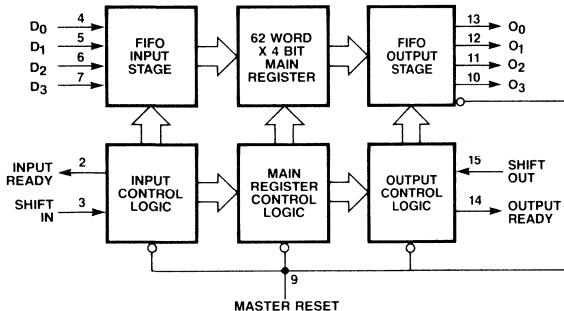 D0 4
D1 5
D2 6
D3 7
FIFO
INPUT
STAGE
62 WORD
X 4 BIT
MAIN
REGISTER
FIFO
OUTPUT
STAGE
13 O0
12 O1
11 O2
10 O3
INPUT
READY
2
SHIFT
IN
3
INPUT
CONTROL
LOGIC
MAIN
REGISTER
CONTROL
LOGIC
OUTPUT
CONTROL
LOGIC
15
SHIFT
OUT
14
OUTPUT
READY
9
MASTER RESET